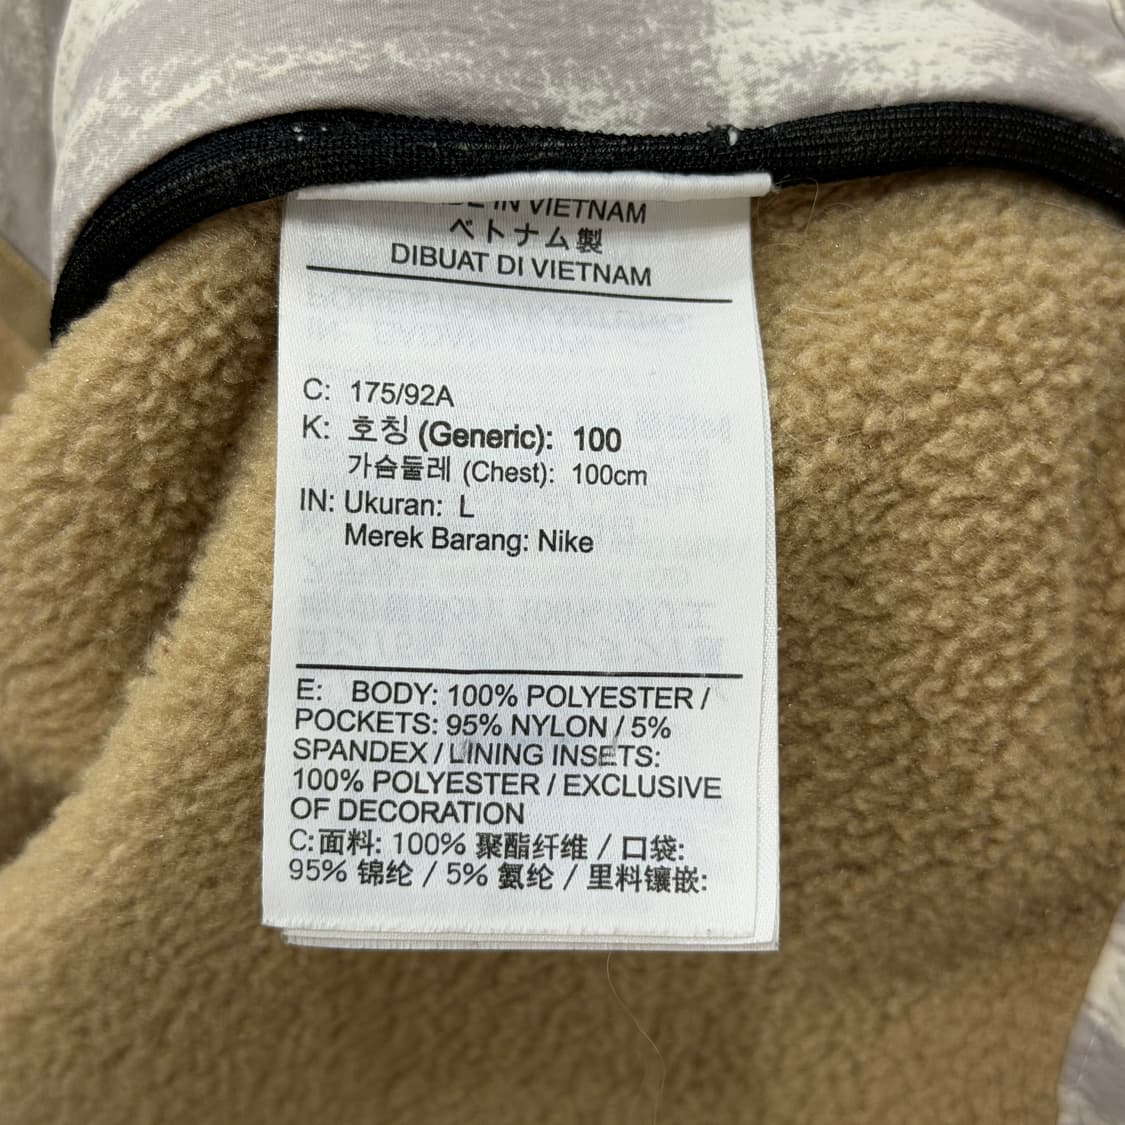 IN VIETNAM
ベトナム製
DIBUAT DI VIETNAM
C: 175/92A
K: 호칭 (Generic): 100
가슴둘레 (Chest): 100cm
IN: Ukuran: L
Merek Barang: Nike
E: BODY: 100% POLYESTER /
POCKETS: 95% NYLON / 5%
SPANDEX / LINING INSETS:
100% POLYESTER / EXCLUSIVE
OF DECORATION
C:面料: 100% 聚酯纤维 / 口袋:
95% 锦纶 / 5% 氨纶 / 里料镶嵌: